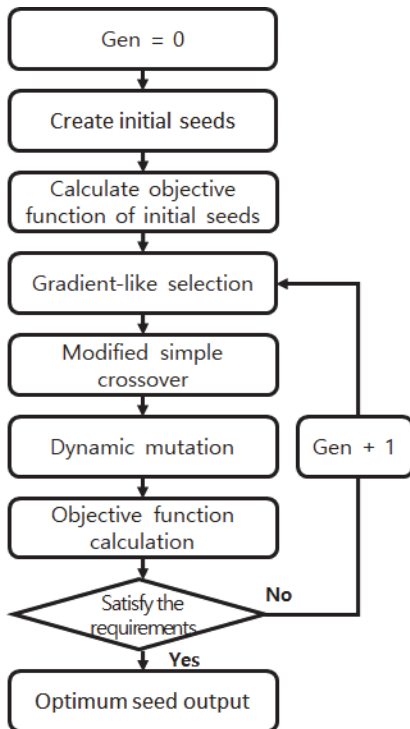 Gen = 0
Create initial seeds
Calculate objective
function of initial seeds
Gradient-like selection
Modified simple
crossover
Dynamic mutation
Gen + 1
Objective function
calculation
Satisfy the
requirements
No
Yes
Optimum seed output